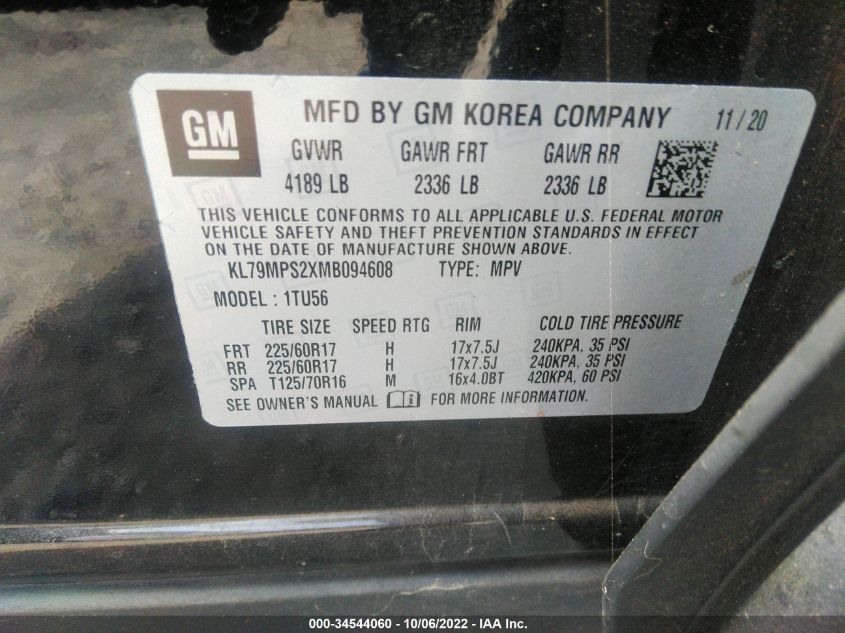 GM MFD BY GM KOREA COMPANY 11/20
GVWR GAWR FRT GAWR RR
4189 LB 2336 LB 2336 LB
THIS VEHICLE CONFORMS TO ALL APPLICABLE U.S. FEDERAL MOTOR
VEHICLE SAFETY AND THEFT PREVENTION STANDARDS IN EFFECT
ON THE DATE OF MANUFACTURE SHOWN ABOVE.
KL79MPS2XMB094608 TYPE: MPV
MODEL : 1TU56
TIRE SIZE SPEED RTG RIM COLD TIRE PRESSURE
FRT 225/60R17 H 17x7.5J 240KPA, 35 PSI
RR 225/60R17 H 17x7.5J 240KPA, 35 PSI
SPA T125/70R16 M 16x4.0BT 420KPA, 60 PSI
SEE OWNER'S MANUAL i FOR MORE INFORMATION.
000-34544060 - 10/06/2022 - IAA Inc.